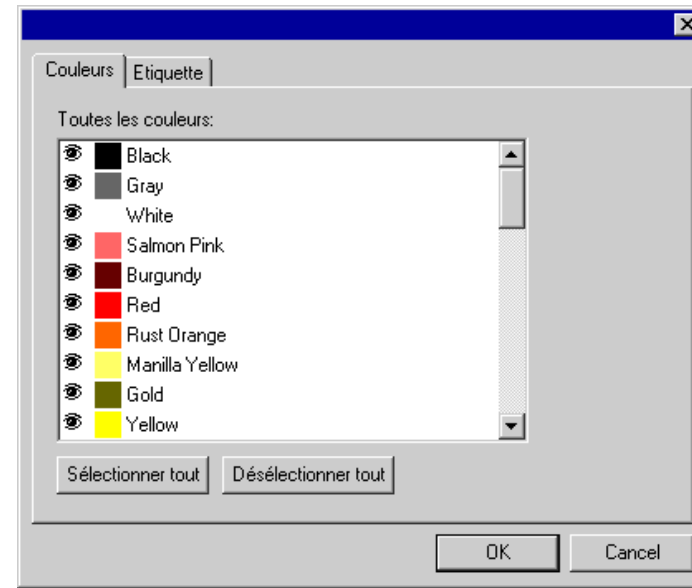 Couleurs Etiquette
Toutes les couleurs:
Black
Gray
White
Salmon Pink
Burgundy
Red
Rust Orange
Manilla Yellow
Gold
Yellow
Sélectionner tout Désélectionner tout
OK Cancel